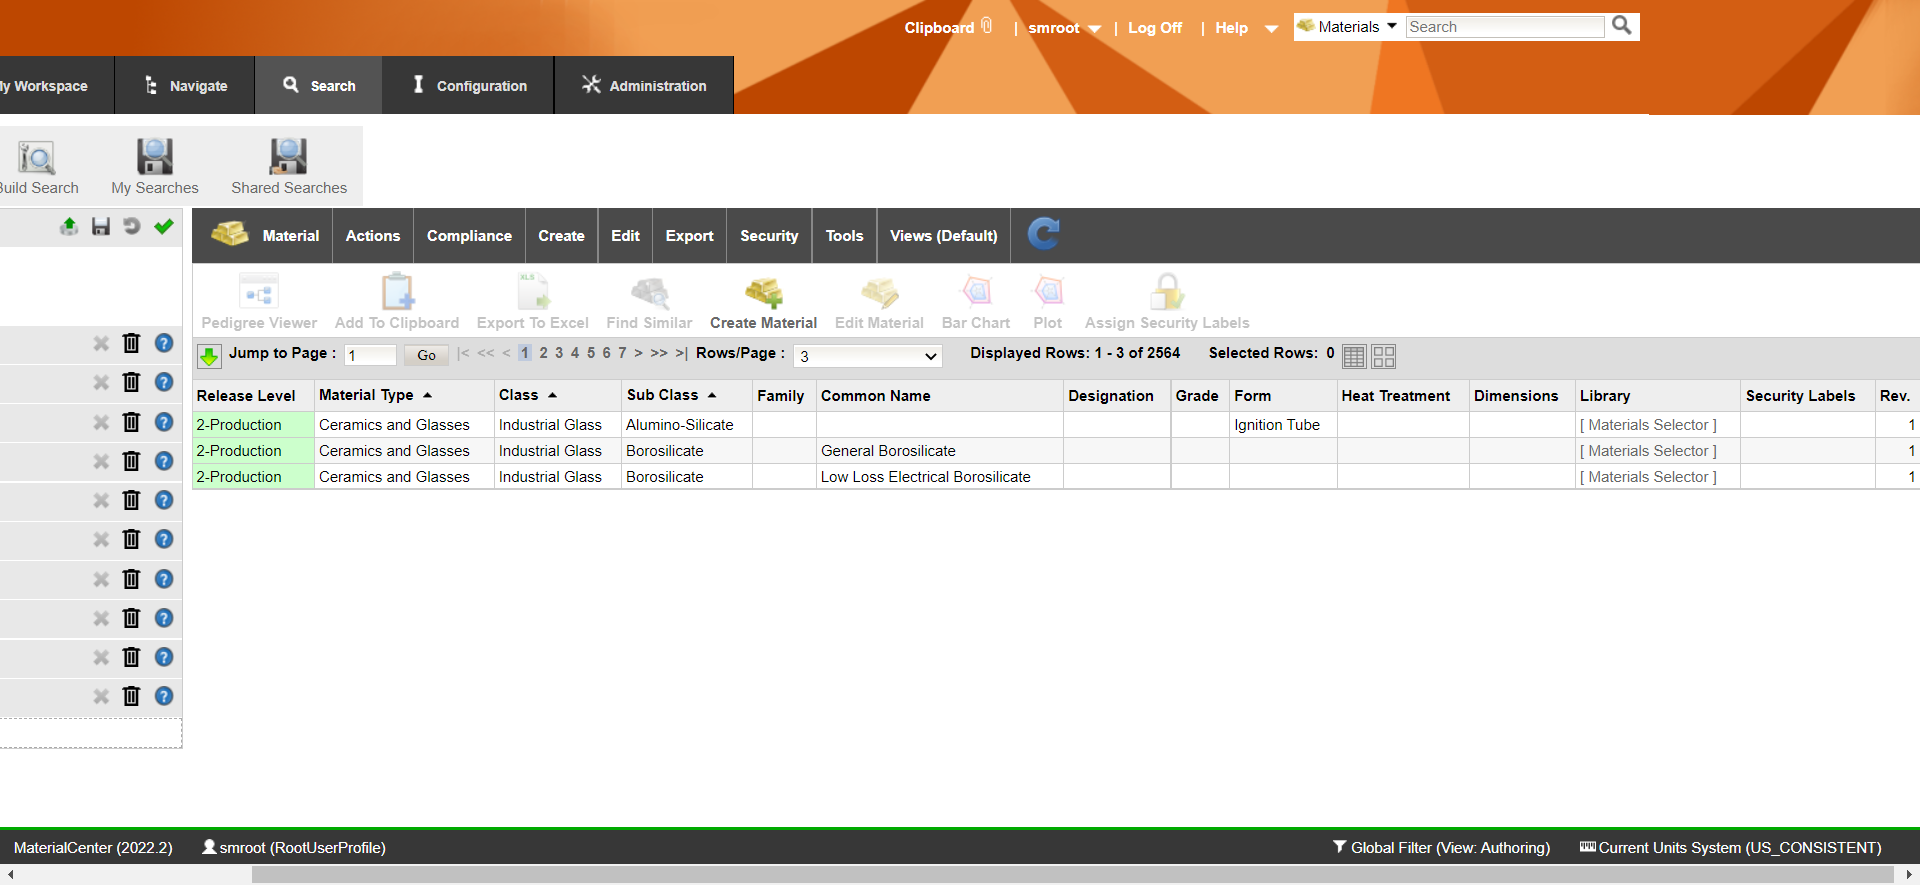 Clipboard | smroot | Log Off | Help Materials Search
My Workspace Navigate Search Configuration Administration
Build Search My Searches Shared Searches
Material Actions Compliance Create Edit Export Security Tools Views (Default)
XLS
Pedigree Viewer Add To Clipboard Export To Excel Find Similar Create Material Edit Material Bar Chart Plot Assign Security Labels
Jump to Page : 1 Go |< << < 1 2 3 4 5 6 7 > >> >| Rows/Page : 3 Displayed Rows: 1 - 3 of 2564 Selected Rows: 0
Release Level Material Type Class Sub Class Family Common Name Designation Grade Form Heat Treatment Dimensions Library Security Labels Rev.
2-Production Ceramics and Glasses Industrial Glass Alumino-Silicate Ignition Tube [ Materials Selector ] 1
2-Production Ceramics and Glasses Industrial Glass Borosilicate General Borosilicate [ Materials Selector ] 1
2-Production Ceramics and Glasses Industrial Glass Borosilicate Low Loss Electrical Borosilicate [ Materials Selector ] 1
MaterialCenter (2022.2) smroot (RootUserProfile) Global Filter (View: Authoring) Current Units System (US_CONSISTENT)